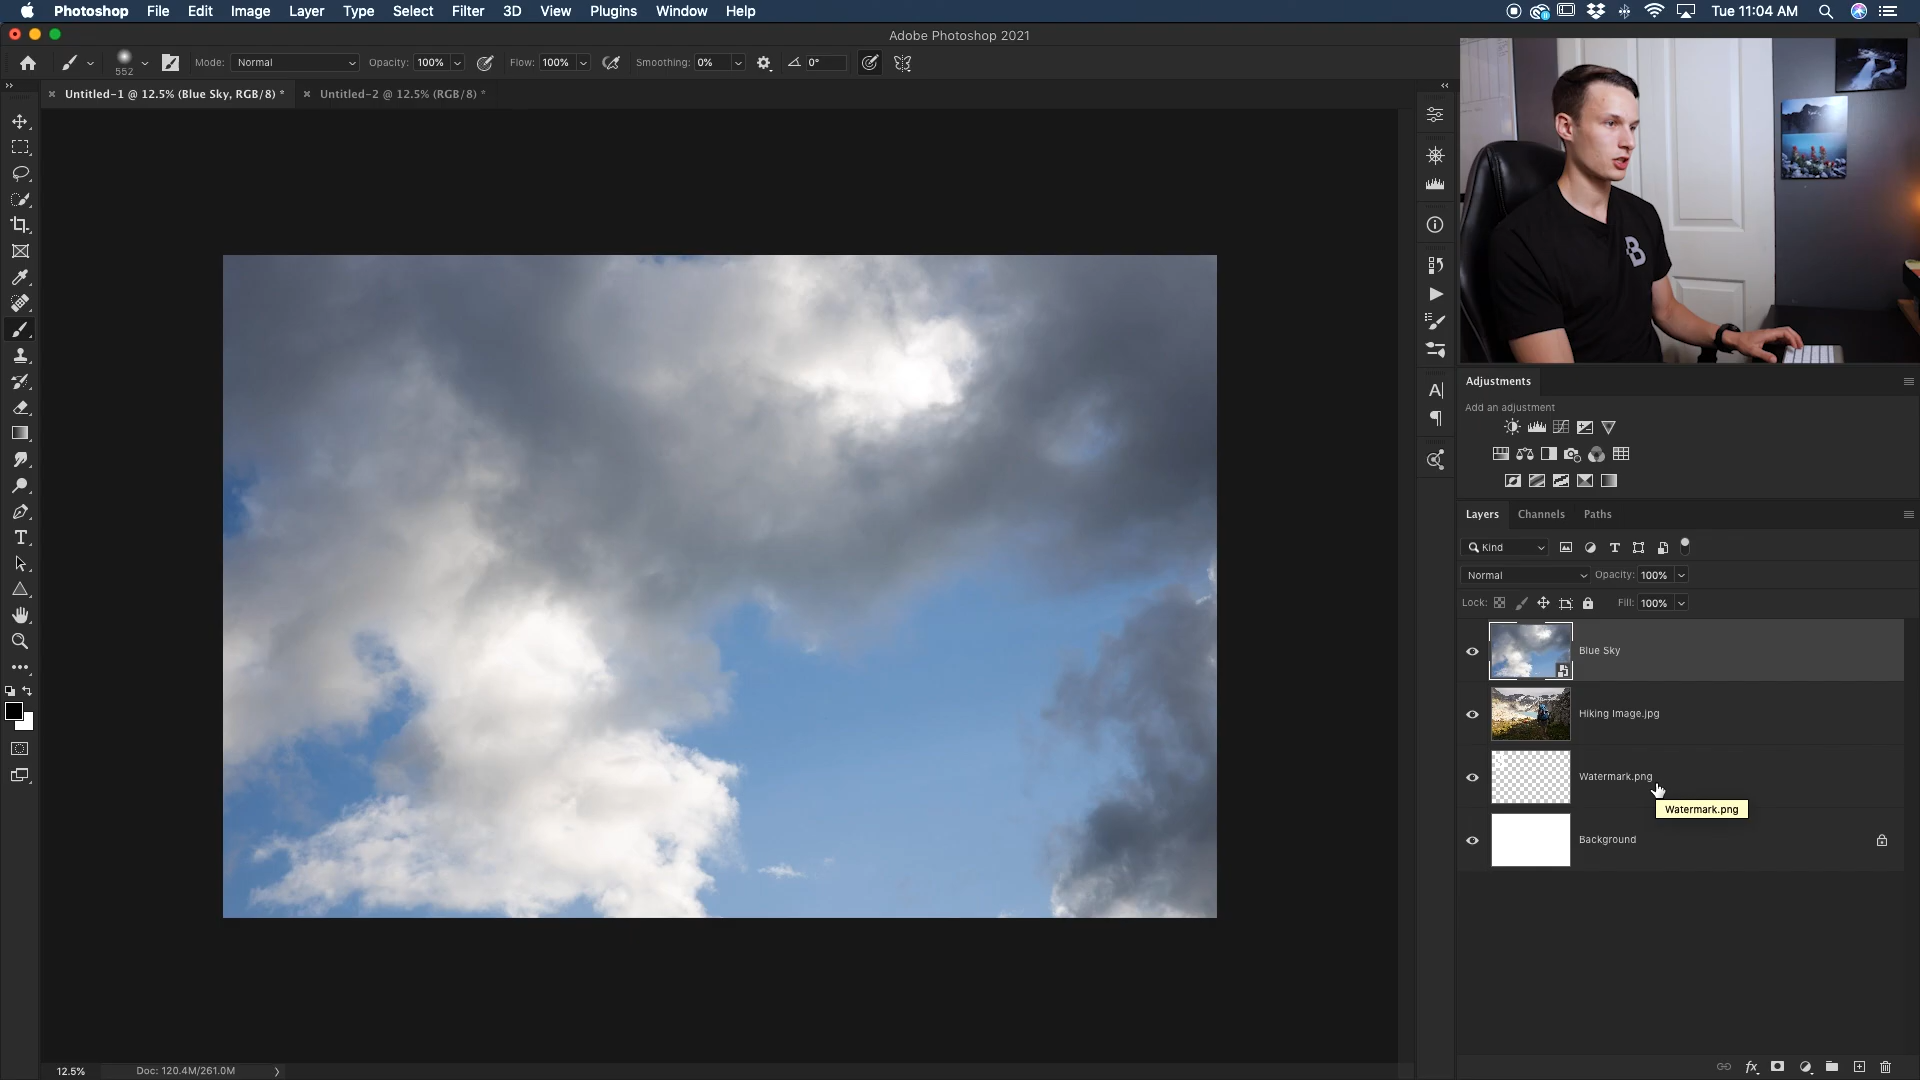 Photoshop File Edit Image Layer Type Select Filter 3D View Plugins Window Help Tue 11:04 AM
Adobe Photoshop 2021
552 Mode: Normal Opacity: 100% Flow: 100% Smoothing: 0% 0°
Untitled-1 @ 12.5% (Blue Sky, RGB/8) * Untitled-2 @ 12.5% (RGB/8) *
B
Adjustments
Add an adjustment
Layers Channels Paths
Kind
Normal Opacity: 100%
Lock: Fill: 100%
Blue Sky
Hiking Image.jpg
Watermark.png
Watermark.png
Background
12.5% Doc: 120.4M/261.0M